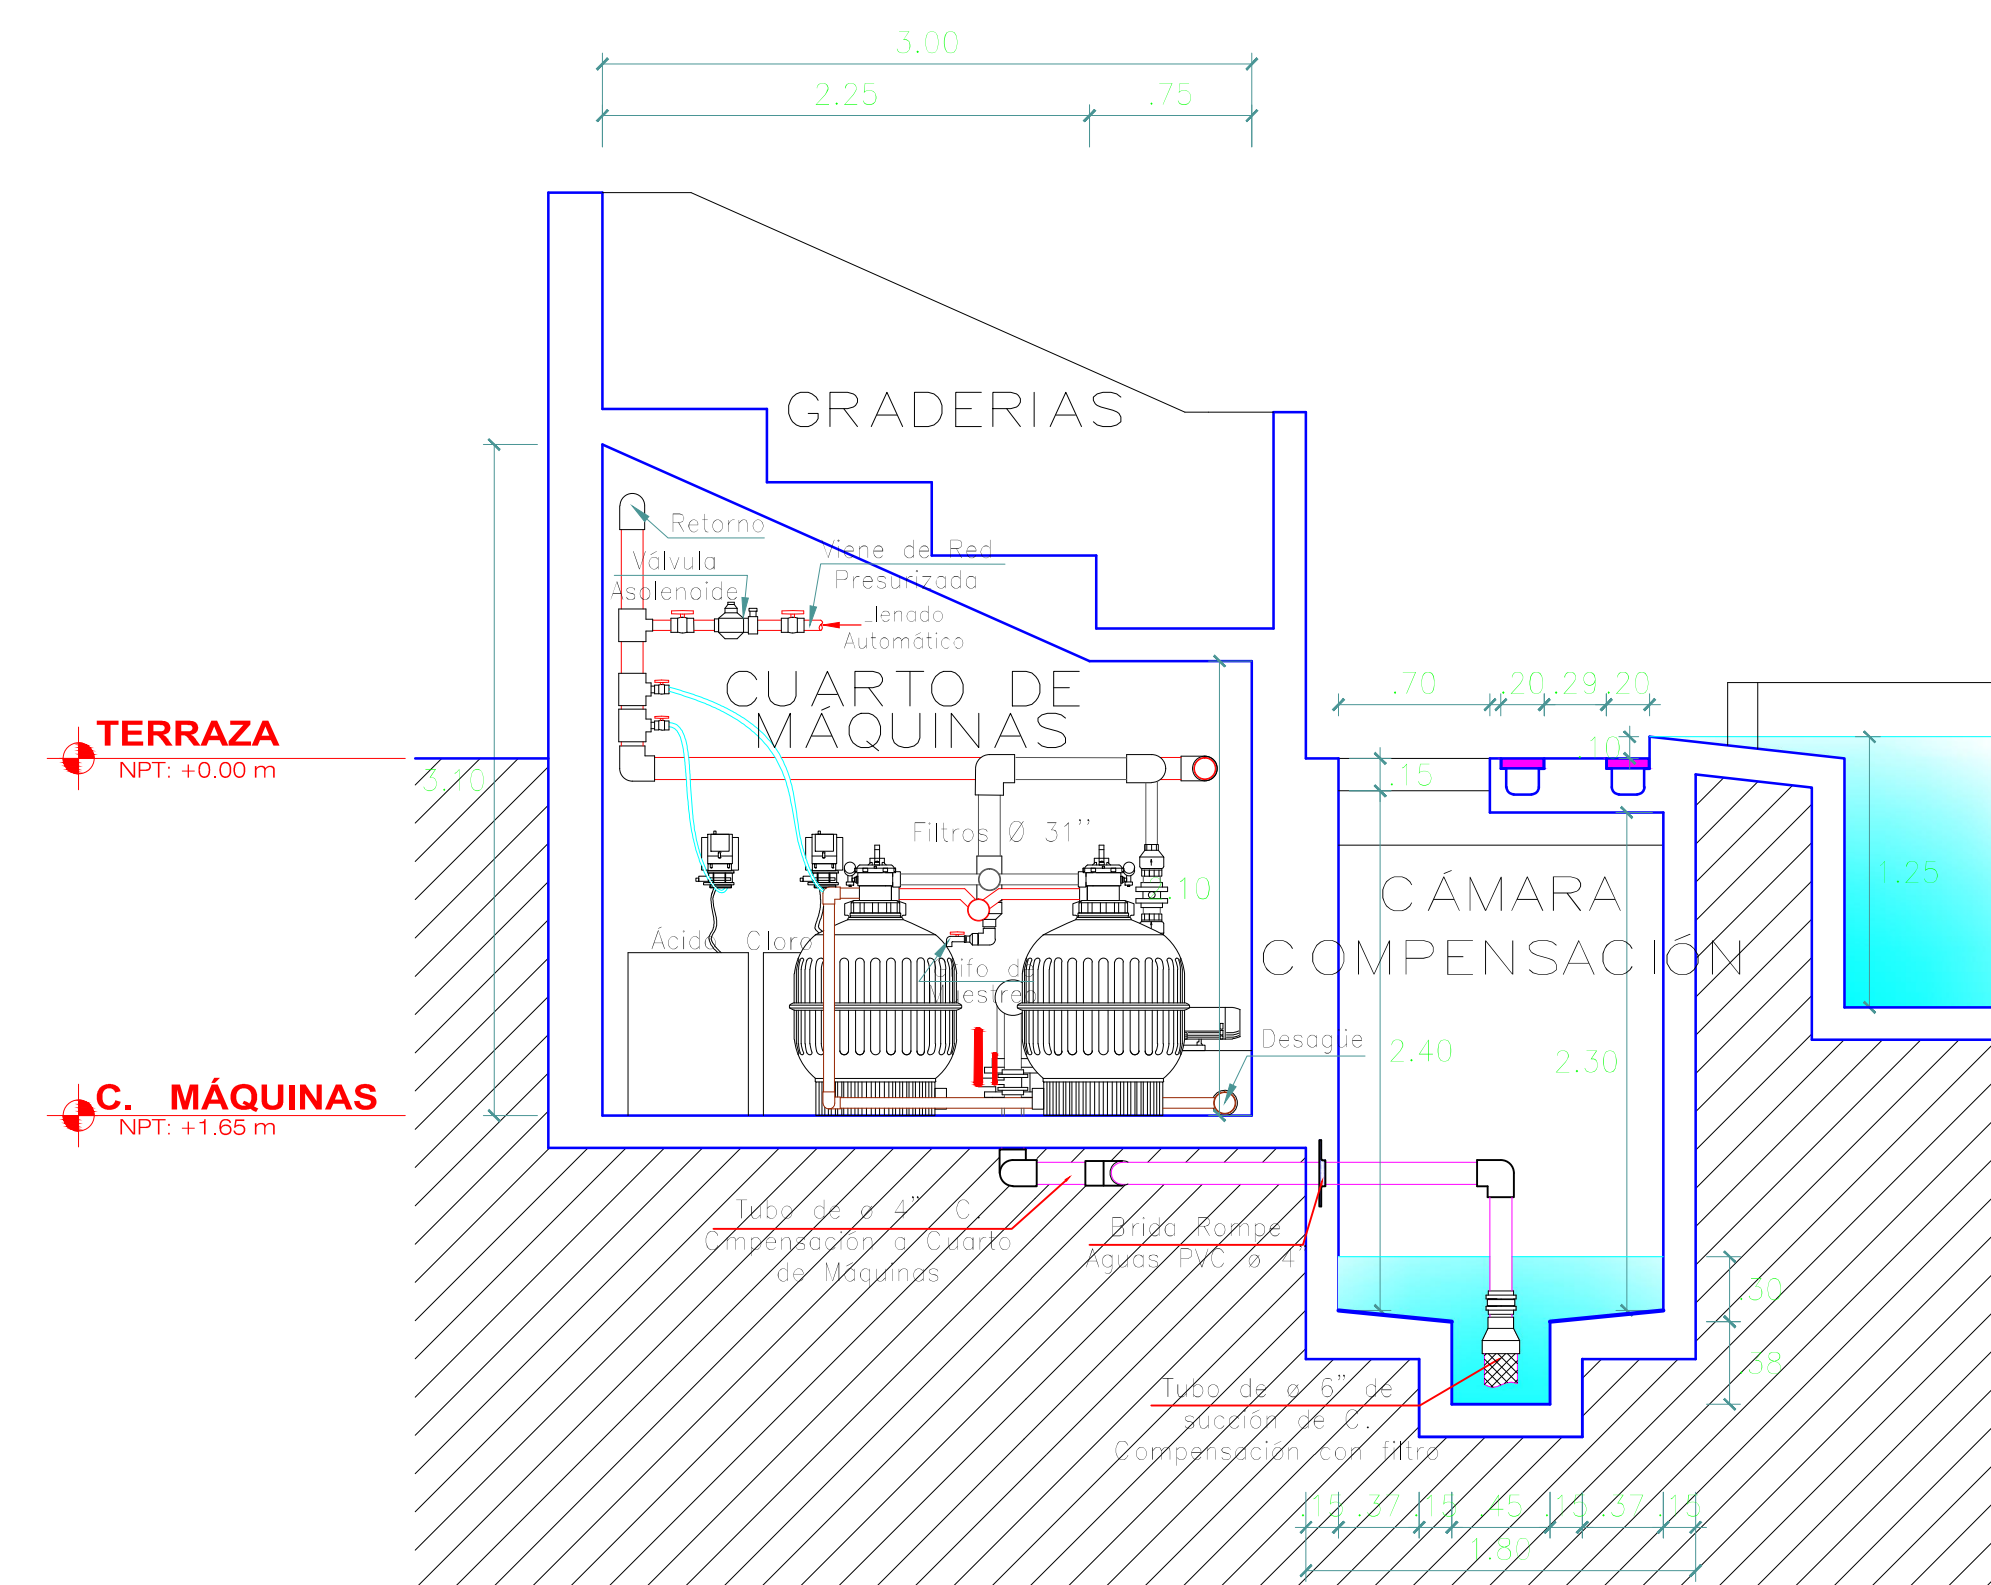 3.00
2.25
.75
GRADERIAS
Retorno
Válvula
Asolenoide
Viene de Red
Presurizada
Automático
CUARTO DE
MÁQUINAS
.70
.20
.29
.20
TERRAZA
NPT: +0.00 m
3.10
.10
.15
Filtros Ø 31''
1.25
CÁMARA
COMPENSACIÓN
Ácido
Cloro
Desagüe
2.40
2.30
C. MÁQUINAS
NPT: +1.65 m
Tubo de ø 4" C.
Cmpensación a Cuarto
de Máquinas
Brida Rompe
Aguas PVC ø 4"
.30
.38
Tubo de ø 6" de
succión de C.
Compensación con filtro
.15
.37
.15
.45
.15
.37
.15
1.80